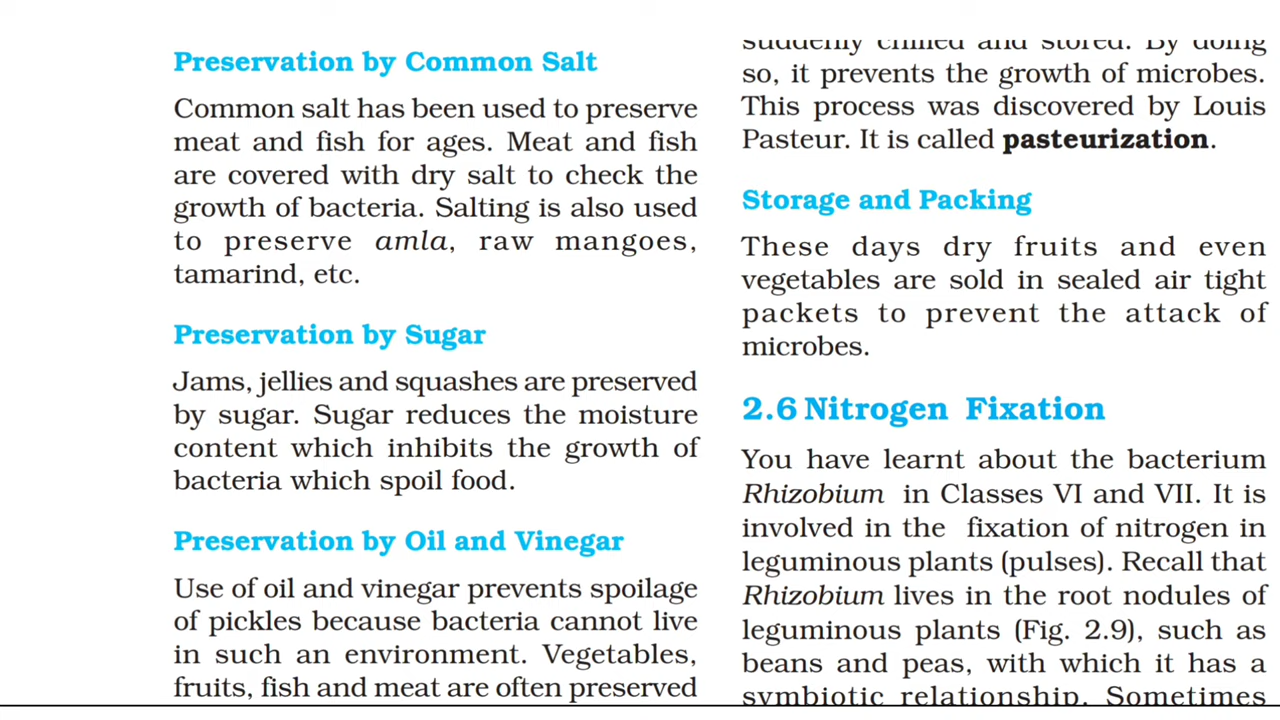 Preservation by Common Salt
Common salt has been used to preserve
meat and fish for ages. Meat and fish
are covered with dry salt to check the
growth of bacteria. Salting is also used
to preserve amla, raw mangoes,
tamarind, etc.
Preservation by Sugar
Jams, jellies and squashes are preserved
by sugar. Sugar reduces the moisture
content which inhibits the growth of
bacteria which spoil food.
Preservation by Oil and Vinegar
Use of oil and vinegar prevents spoilage
of pickles because bacteria cannot live
in such an environment. Vegetables,
fruits, fish and meat are often preserved
suddenly chilled and stored. By doing
so, it prevents the growth of microbes.
This process was discovered by Louis
Pasteur. It is called pasteurization.
Storage and Packing
These days dry fruits and even
vegetables are sold in sealed air tight
packets to prevent the attack of
microbes.
2.6 Nitrogen Fixation
You have learnt about the bacterium
Rhizobium in Classes VI and VII. It is
involved in the fixation of nitrogen in
leguminous plants (pulses). Recall that
Rhizobium lives in the root nodules of
leguminous plants (Fig. 2.9), such as
beans and peas, with which it has a
symbiotic relationship. Sometimes